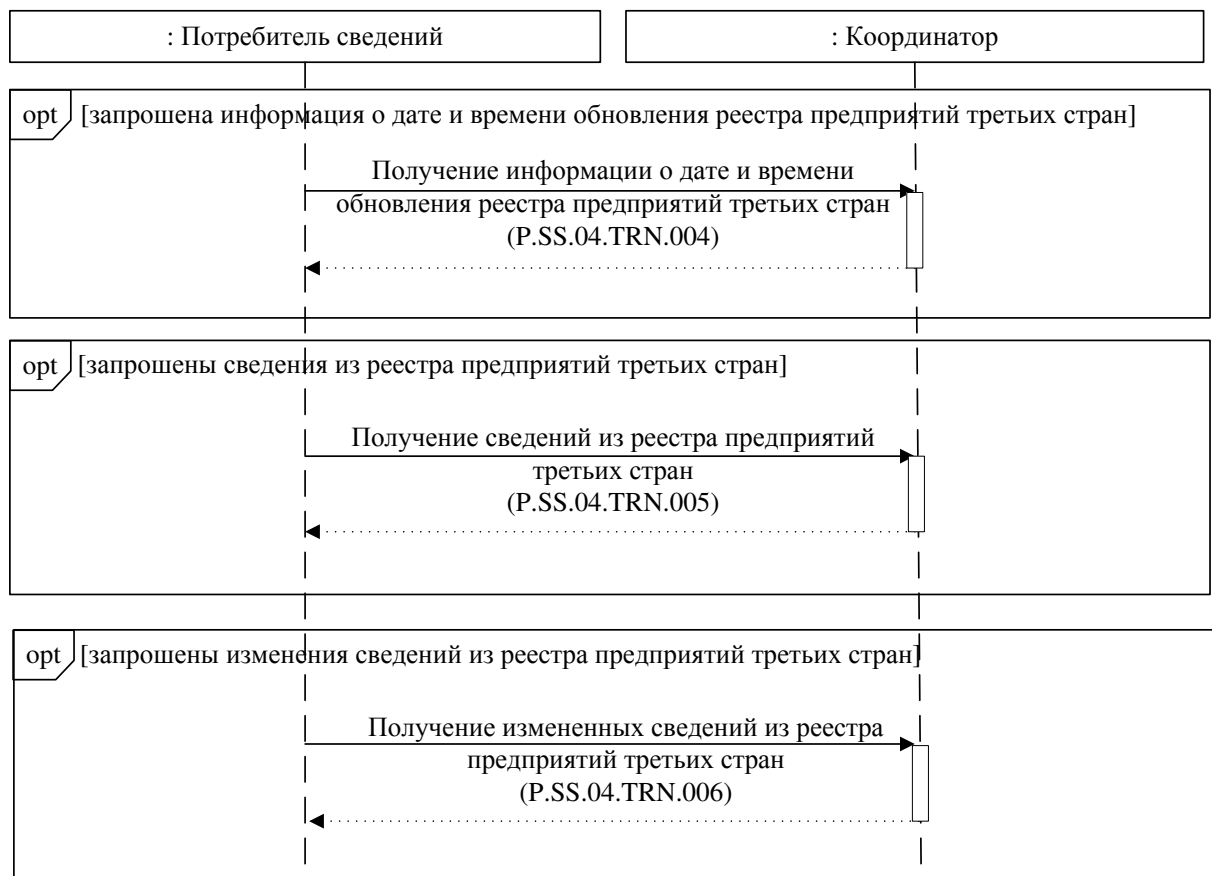 : Потребитель сведений
: Координатор
opt
[запрошена информация о дате и времени обновления реестра предприятий третьих стран]
Получение информации о дате и времени
обновления реестра предприятий третьих стран
(P.SS.04.TRN.004)
opt
[запрошены сведения из реестра предприятий третьих стран]
Получение сведений из реестра предприятий
третьих стран
(P.SS.04.TRN.005)
opt
[запрошены изменения сведений из реестра предприятий третьих стран]
Получение измененных сведений из реестра
предприятий третьих стран
(P.SS.04.TRN.006)